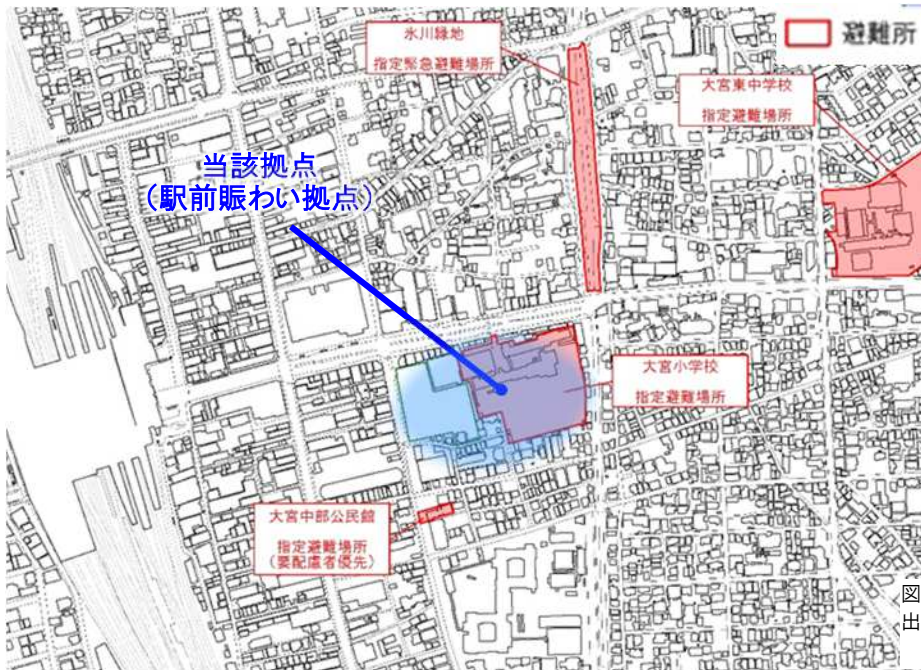 氷川緑地
指定緊急避難場所
避難所
大宮東中学校
指定避難場所
当該拠点
（駅前賑わい拠点）
大宮小学校
指定避難場所
大宮中部公民館
指定避難場所
（要配慮者優先）
図
出